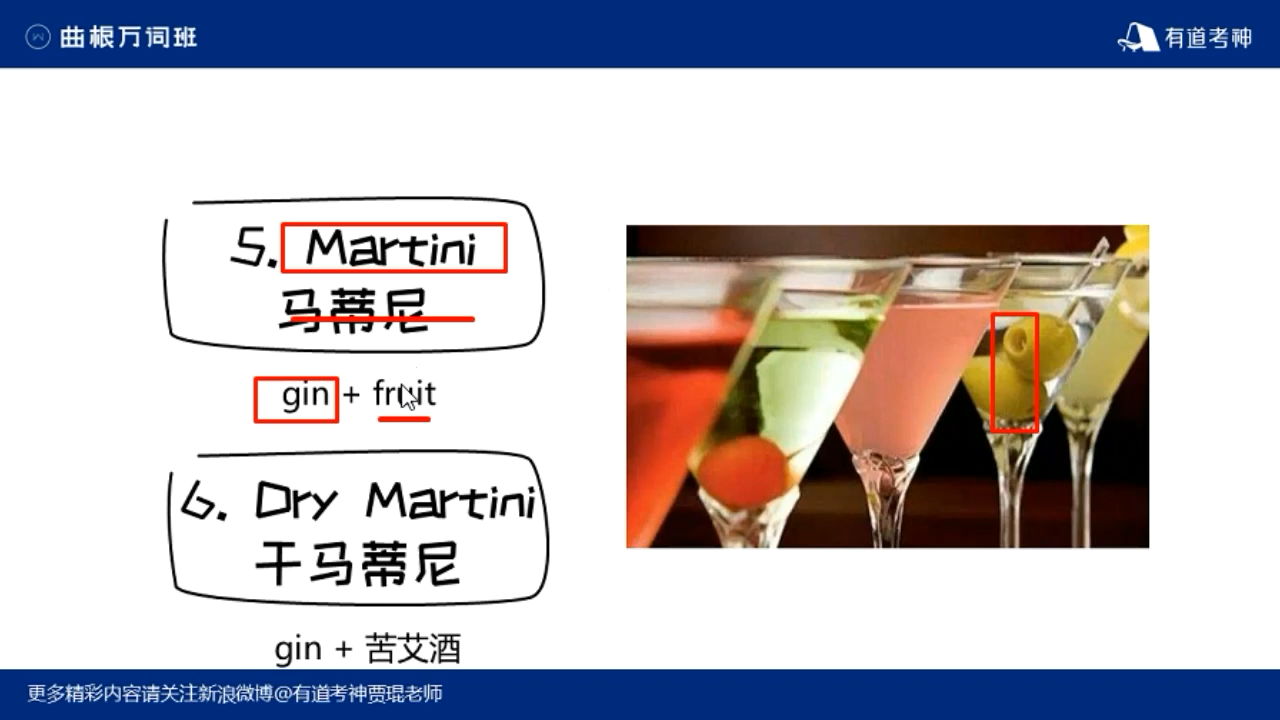 曲根万词班
有道考神
5. Martini
马蒂尼
gin + fruit
6. Dry Martini
干马蒂尼
gin + 苦艾酒
更多精彩内容请关注新浪微博@有道考神贾琨老师